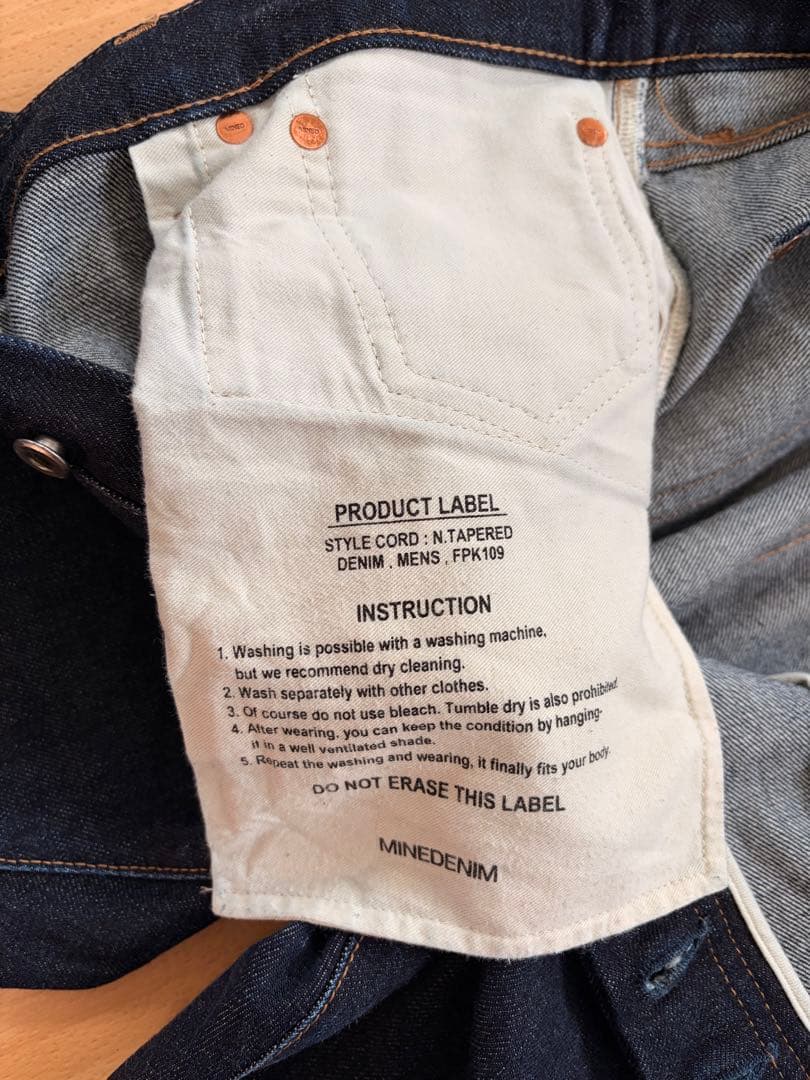 PRODUCT LABEL
STYLE CORD : N.TAPERED
DENIM , MENS , FPK109
INSTRUCTION
1. Washing is possible with a washing machine,
but we recommend dry cleaning.
2. Wash separately with other clothes.
3. Of course do not use bleach. Tumble dry is also prohibited.
4. After wearing, you can keep the condition by hanging-
it in a well ventilated shade.
5. Repeat the washing and wearing, it finally fits your body.
DO NOT ERASE THIS LABEL
MINEDENIM